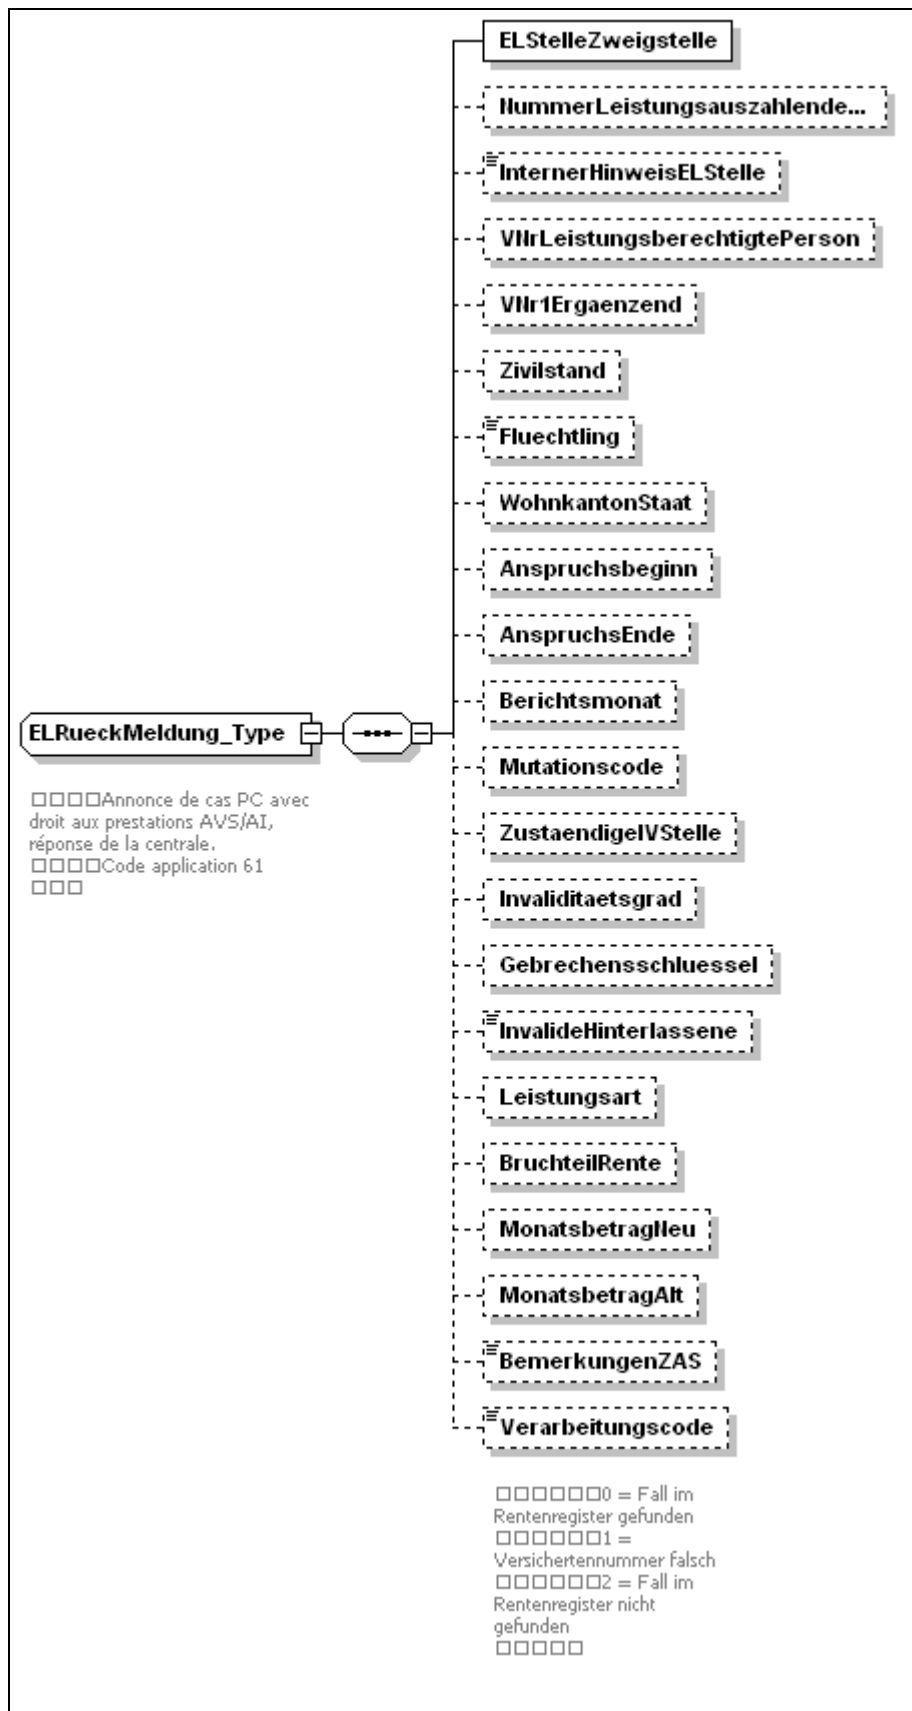 ELStelleZweigstelle
NummerLeistungsauszahlende...
InternerHinweisELStelle
VNrLeistungsberechtigtePerson
VNr1Ergaenzend
Zivilstand
Fluechtling
WohnkantonStaat
Anspruchsbeginn
AnspruchsEnde
Berichtsmonat
ELRueckMeldung_Type
Mutationscode
□□□□Annonce de cas PC avec
droit aux prestations AVS/AI,
réponse de la centrale.
□□□□Code application 61
□□□
ZustaendigeIVStelle
Invaliditaetsgrad
Gebrechensschluessel
InvalideHinterlassene
Leistungsart
BruchteilRente
MonatsbetragNeu
MonatsbetragAlt
BemerkungenZAS
Verarbeitungscode
□□□□□□0 = Fall im
Rentenregister gefunden
□□□□□□1 =
Versichertennummer falsch
□□□□□□2 = Fall im
Rentenregister nicht
gefunden
□□□□□